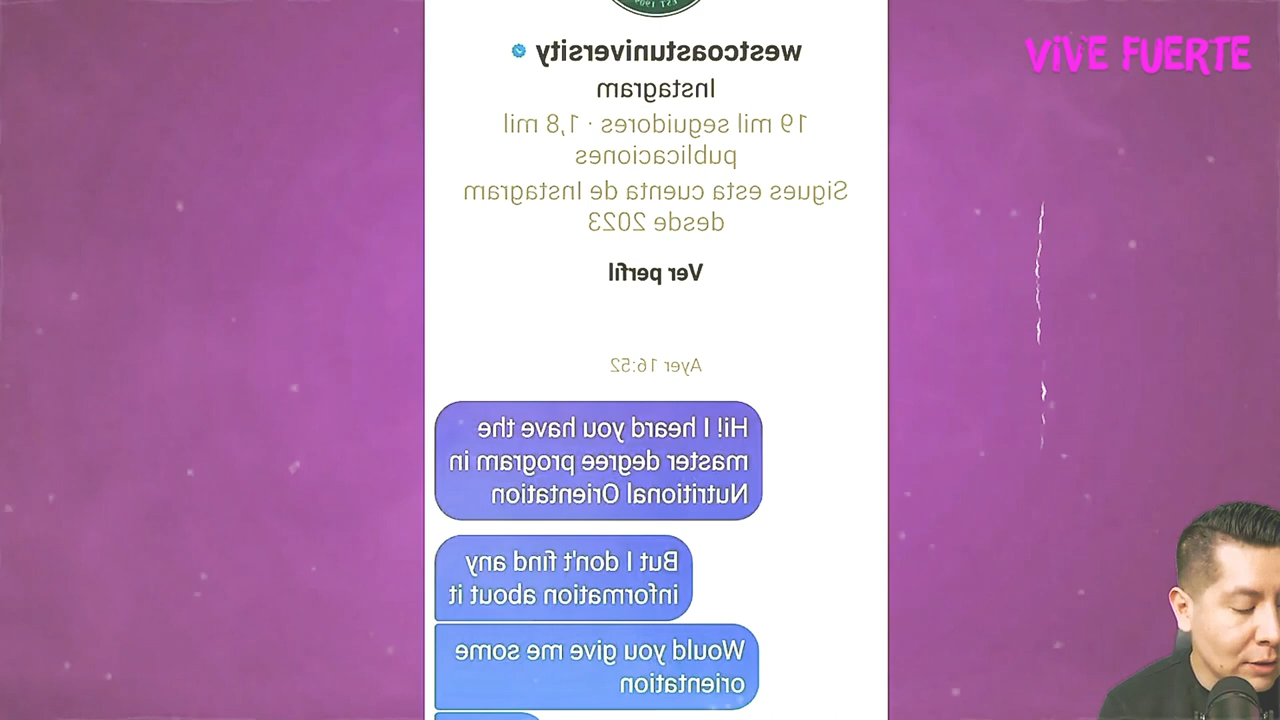 EST 1909
VIVE FUERTE
westcoastuniversity
Instagram
19 mil seguidores · 1,8 mil
publicaciones
Sigues esta cuenta de Instagram
desde 2023
Ver perfil
Ayer 16:52
Hi! I heard you have the
master degree program in
Nutritional Orientation
But I don't find any
information about it
Would you give me some
orientation